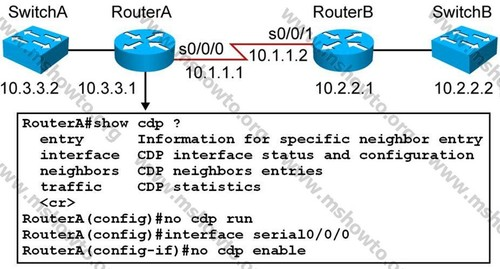 SwitchA
RouterA
RouterB
SwitchB
s0/0/0
s0/0/1
10.1.1.1
10.1.1.2
10.3.3.2
10.3.3.1
10.2.2.1
10.2.2.2
RouterA#show cdp ?
entry Information for specific neighbor entry
interface CDP interface status and configuration
neighbors CDP neighbors entries
traffic CDP statistics
<cr>
RouterA(config)#no cdp run
RouterA(config)#interface serial0/0/0
RouterA(config-if)#no cdp enable
www.mshowto.org